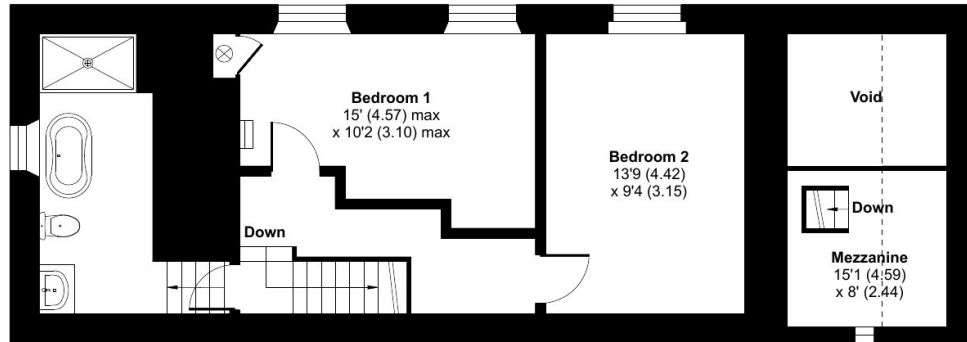 Bedroom 1
15' (4.57) max
x 10'2 (3.10) max
Bedroom 2
13'9 (4.42)
x 9'4 (3.15)
Void
Down
Down
Mezzanine
15'1 (4.59)
x 8' (2.44)